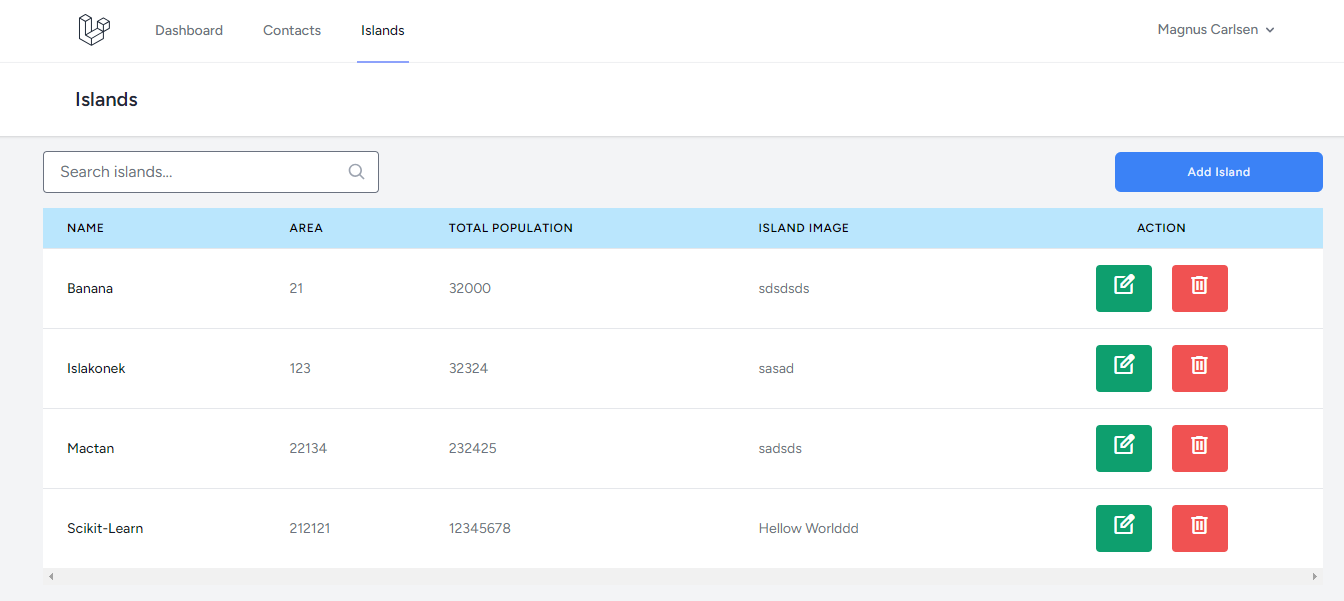 Dashboard Contacts Islands Magnus Carlsen
Islands
Search islands... Add Island
NAME AREA TOTAL POPULATION ISLAND IMAGE ACTION
Banana 21 32000 sdsdsds
Islakonek 123 32324 sasad
Mactan 22134 232425 sadsds
Scikit-Learn 212121 12345678 Hellow Worlddd